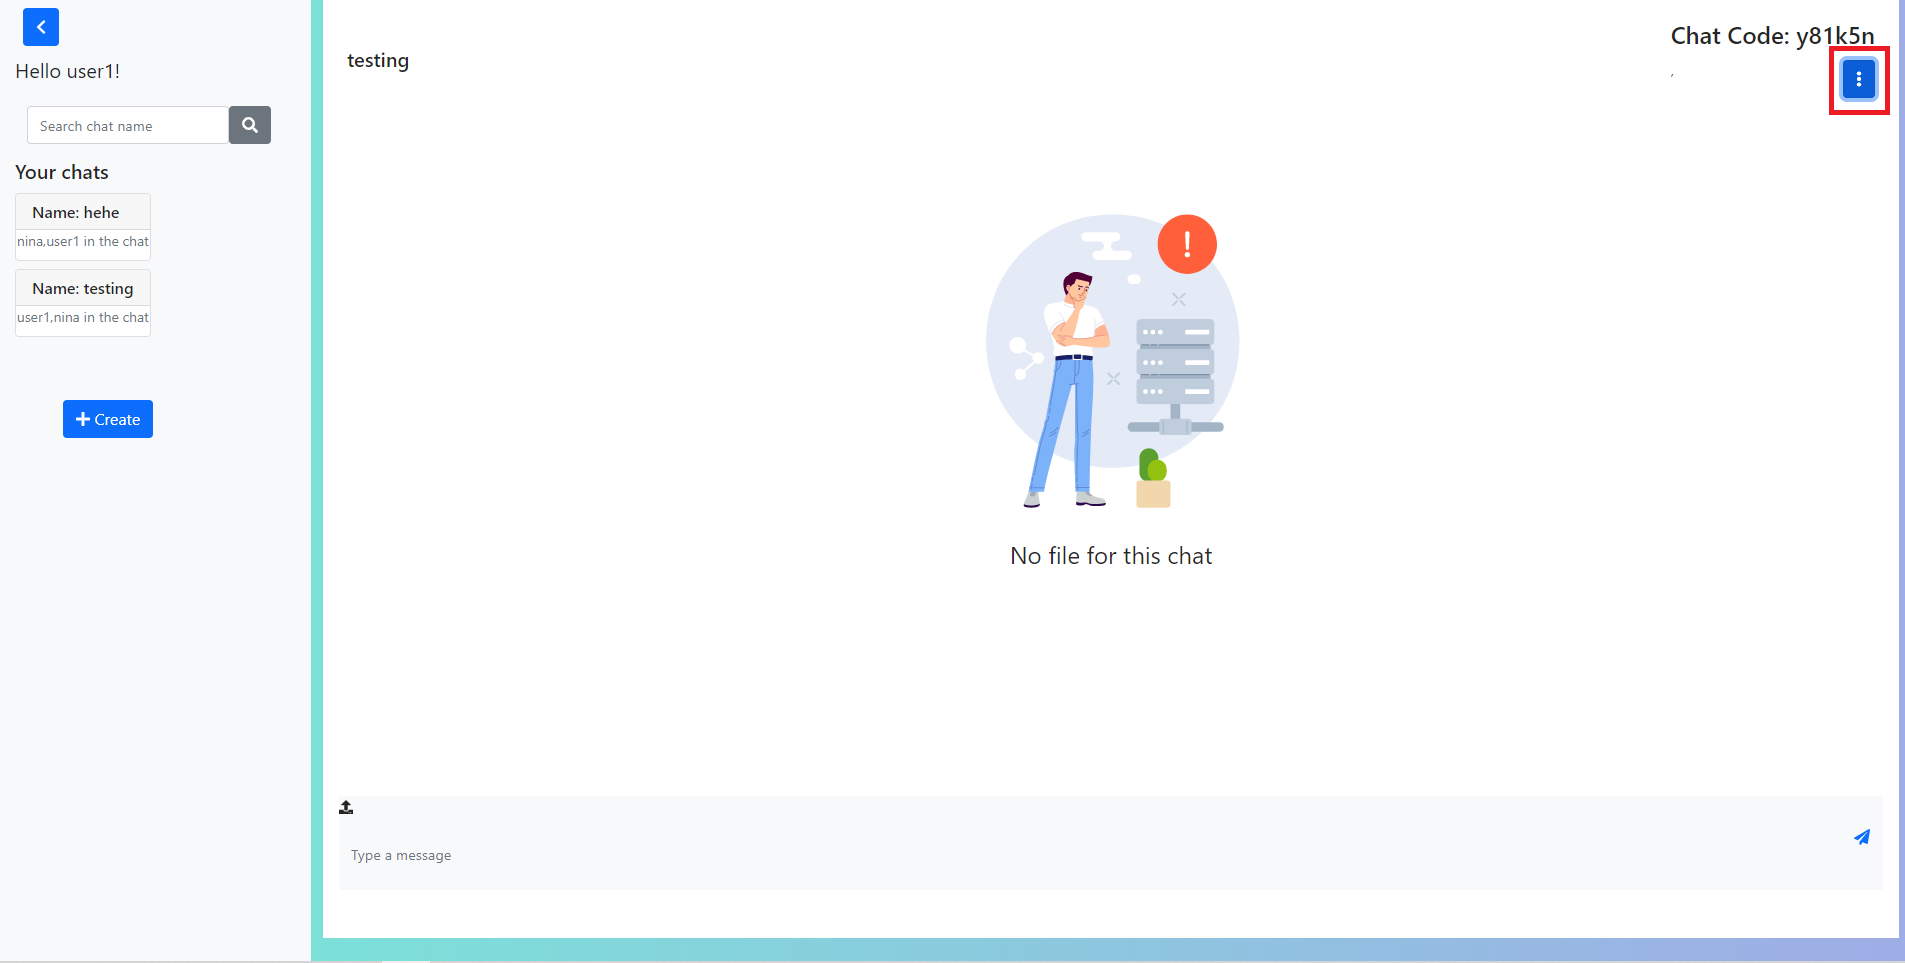 Hello user1!
Search chat name
Your chats
Name: hehe
nina,user1 in the chat
Name: testing
user1,nina in the chat
Create
Chat Code: y81k5n
testing
!
No file for this chat
Type a message